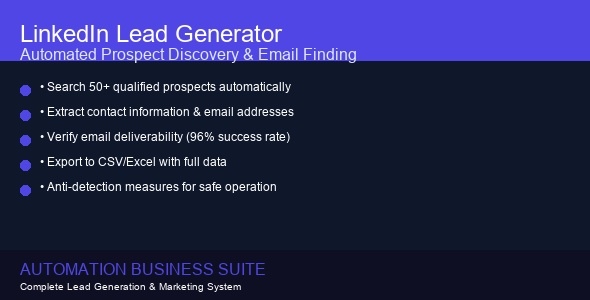 LinkedIn Lead Generator
Automated Prospect Discovery & Email Finding
• Search 50+ qualified prospects automatically
• Extract contact information & email addresses
• Verify email deliverability (96% success rate)
• Export to CSV/Excel with full data
• Anti-detection measures for safe operation
AUTOMATION BUSINESS SUITE
Complete Lead Generation & Marketing System